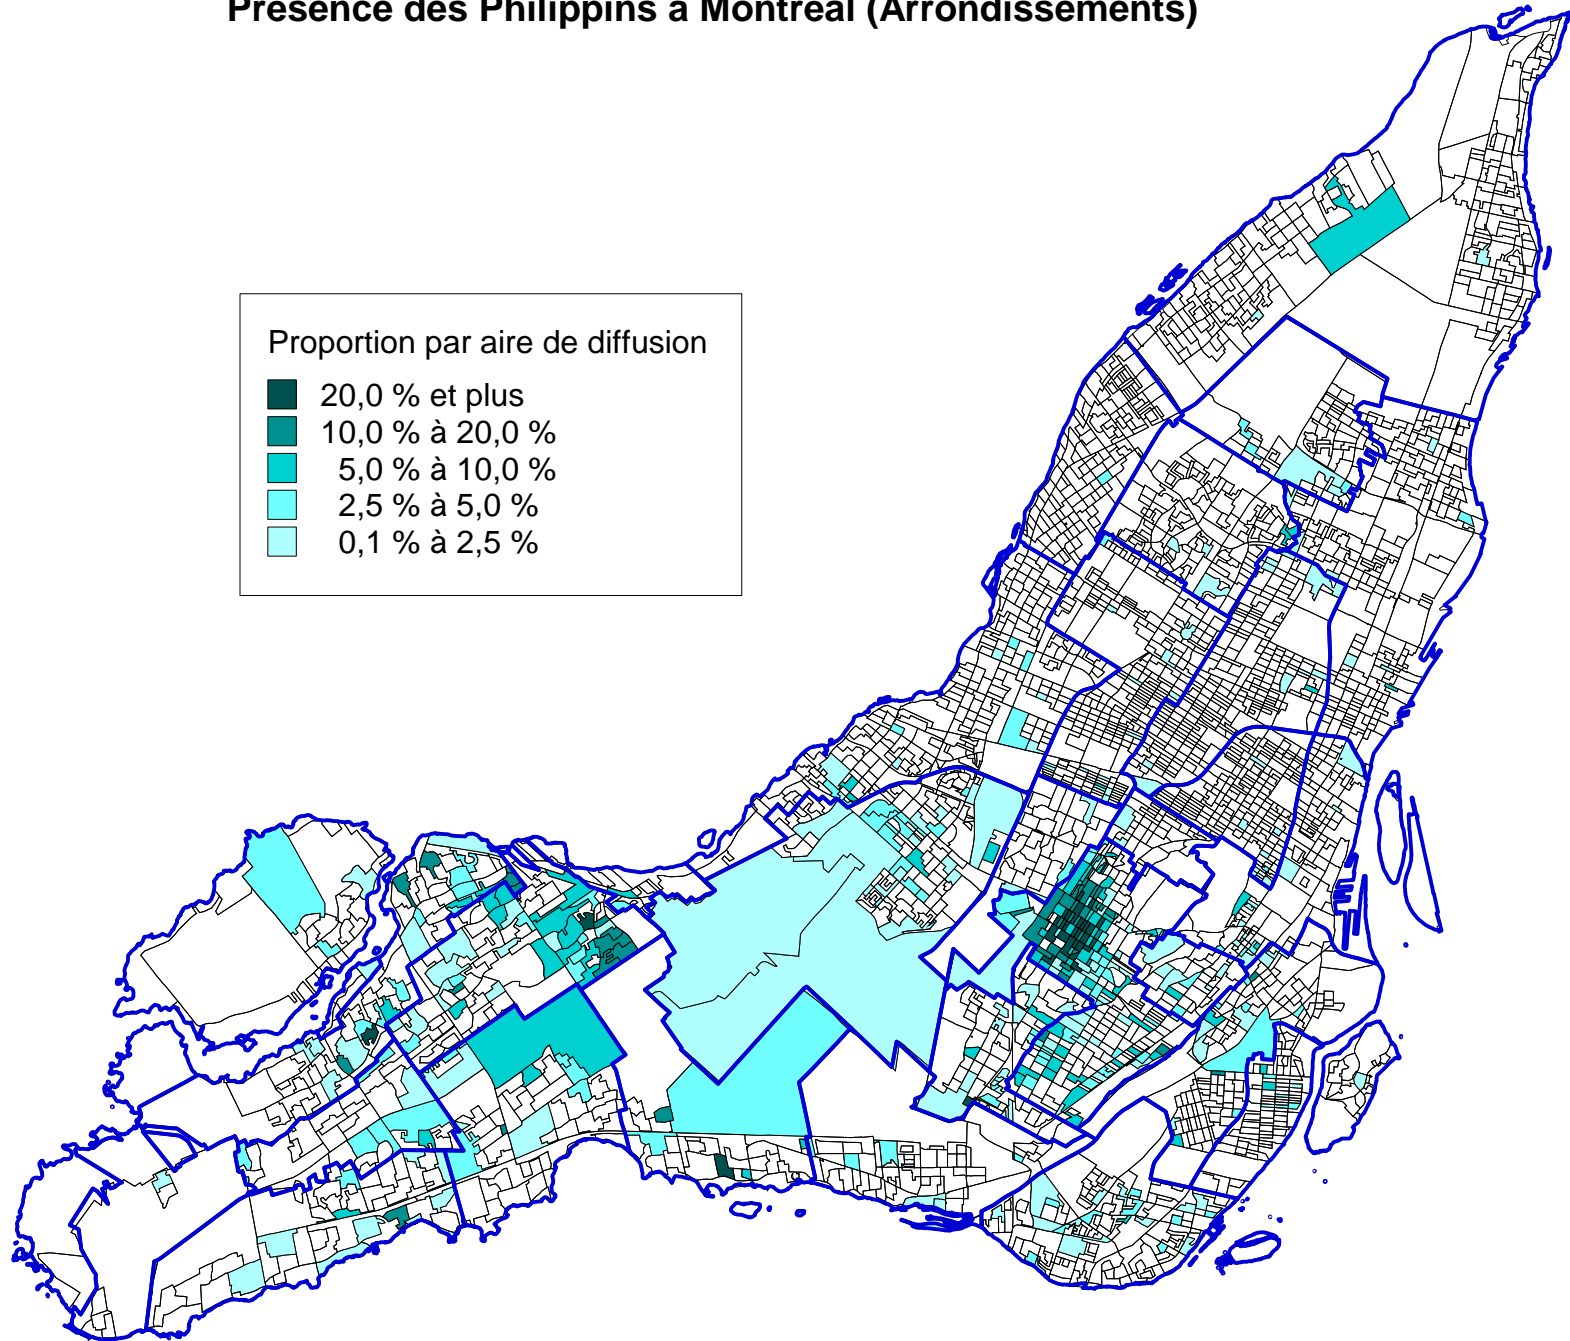 Présence des Philippins à Montréal (Arrondissements)
Proportion par aire de diffusion
20,0 % et plus
10,0 % à 20,0 %
5,0 % à 10,0 %
2,5 % à 5,0 %
0,1 % à 2,5 %